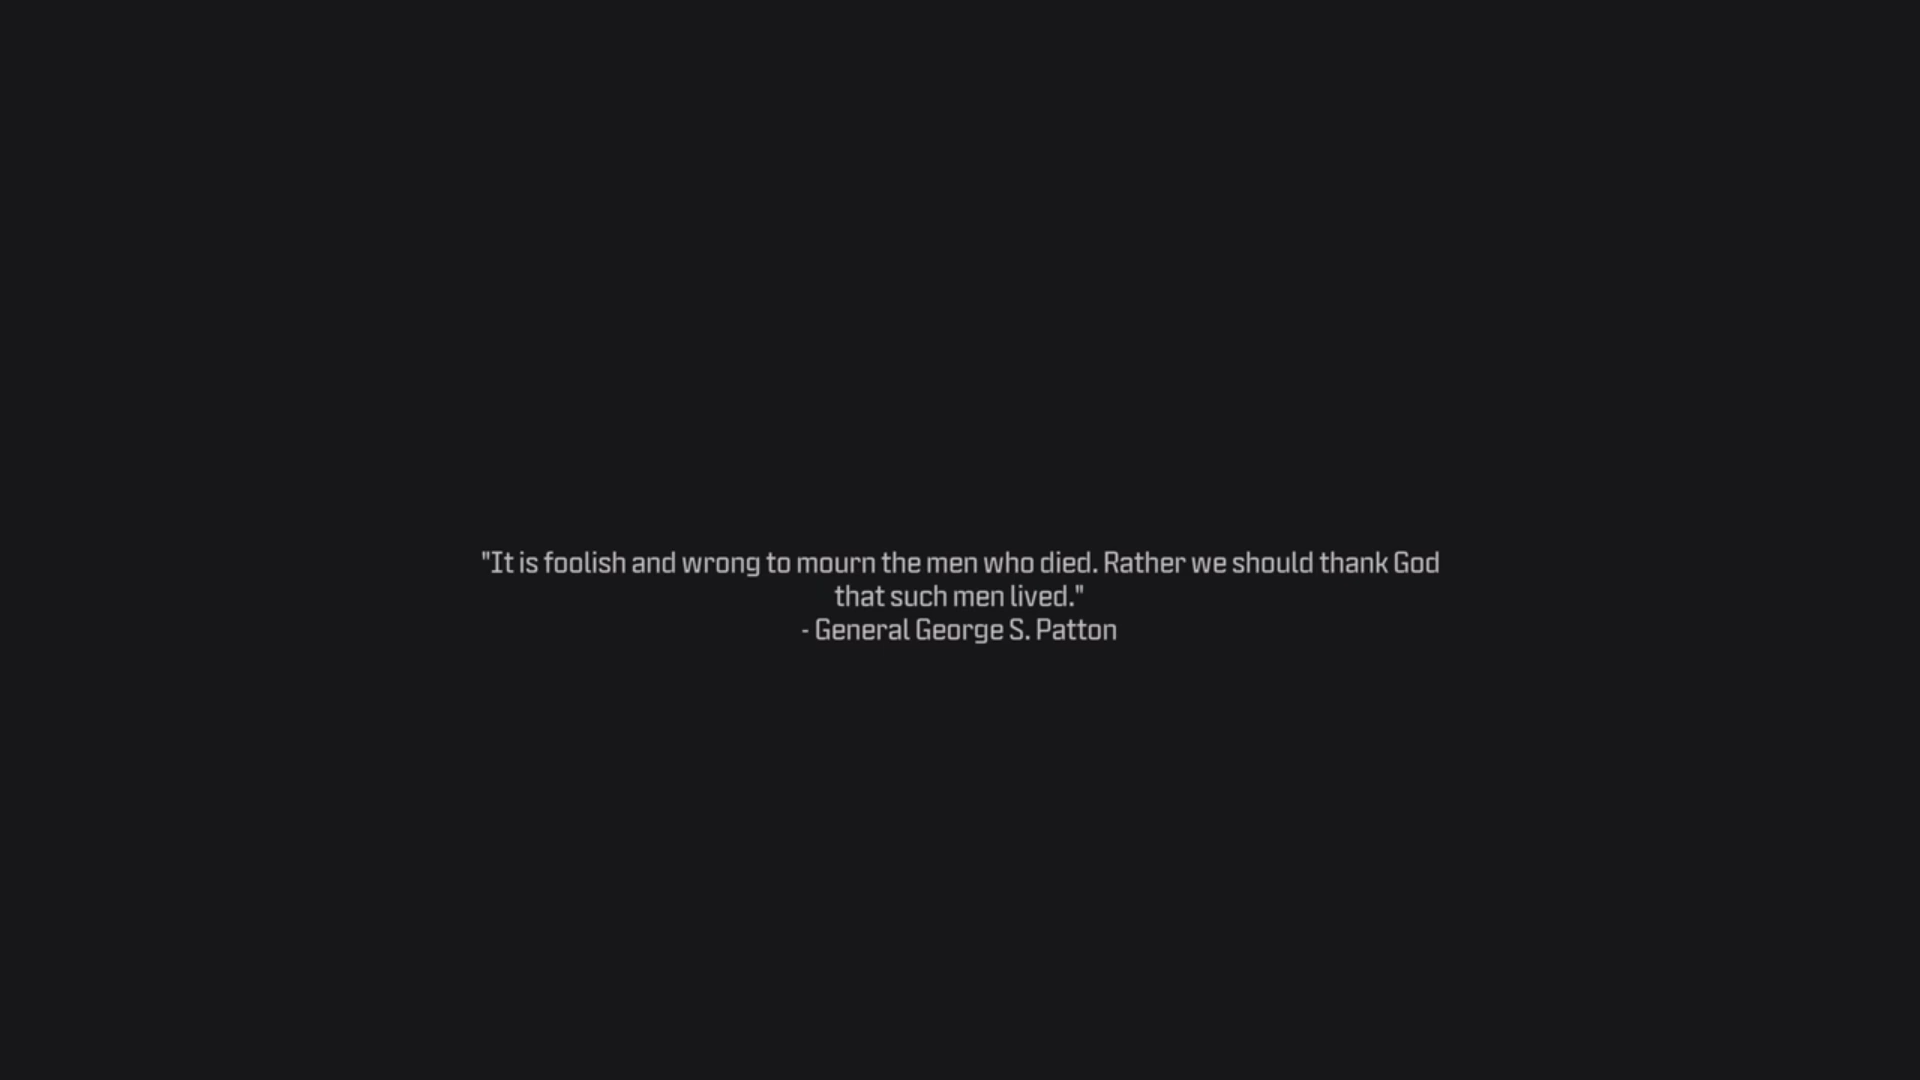 "It is foolish and wrong to mourn the men who died. Rather we should thank God
that such men lived."
- General George S. Patton